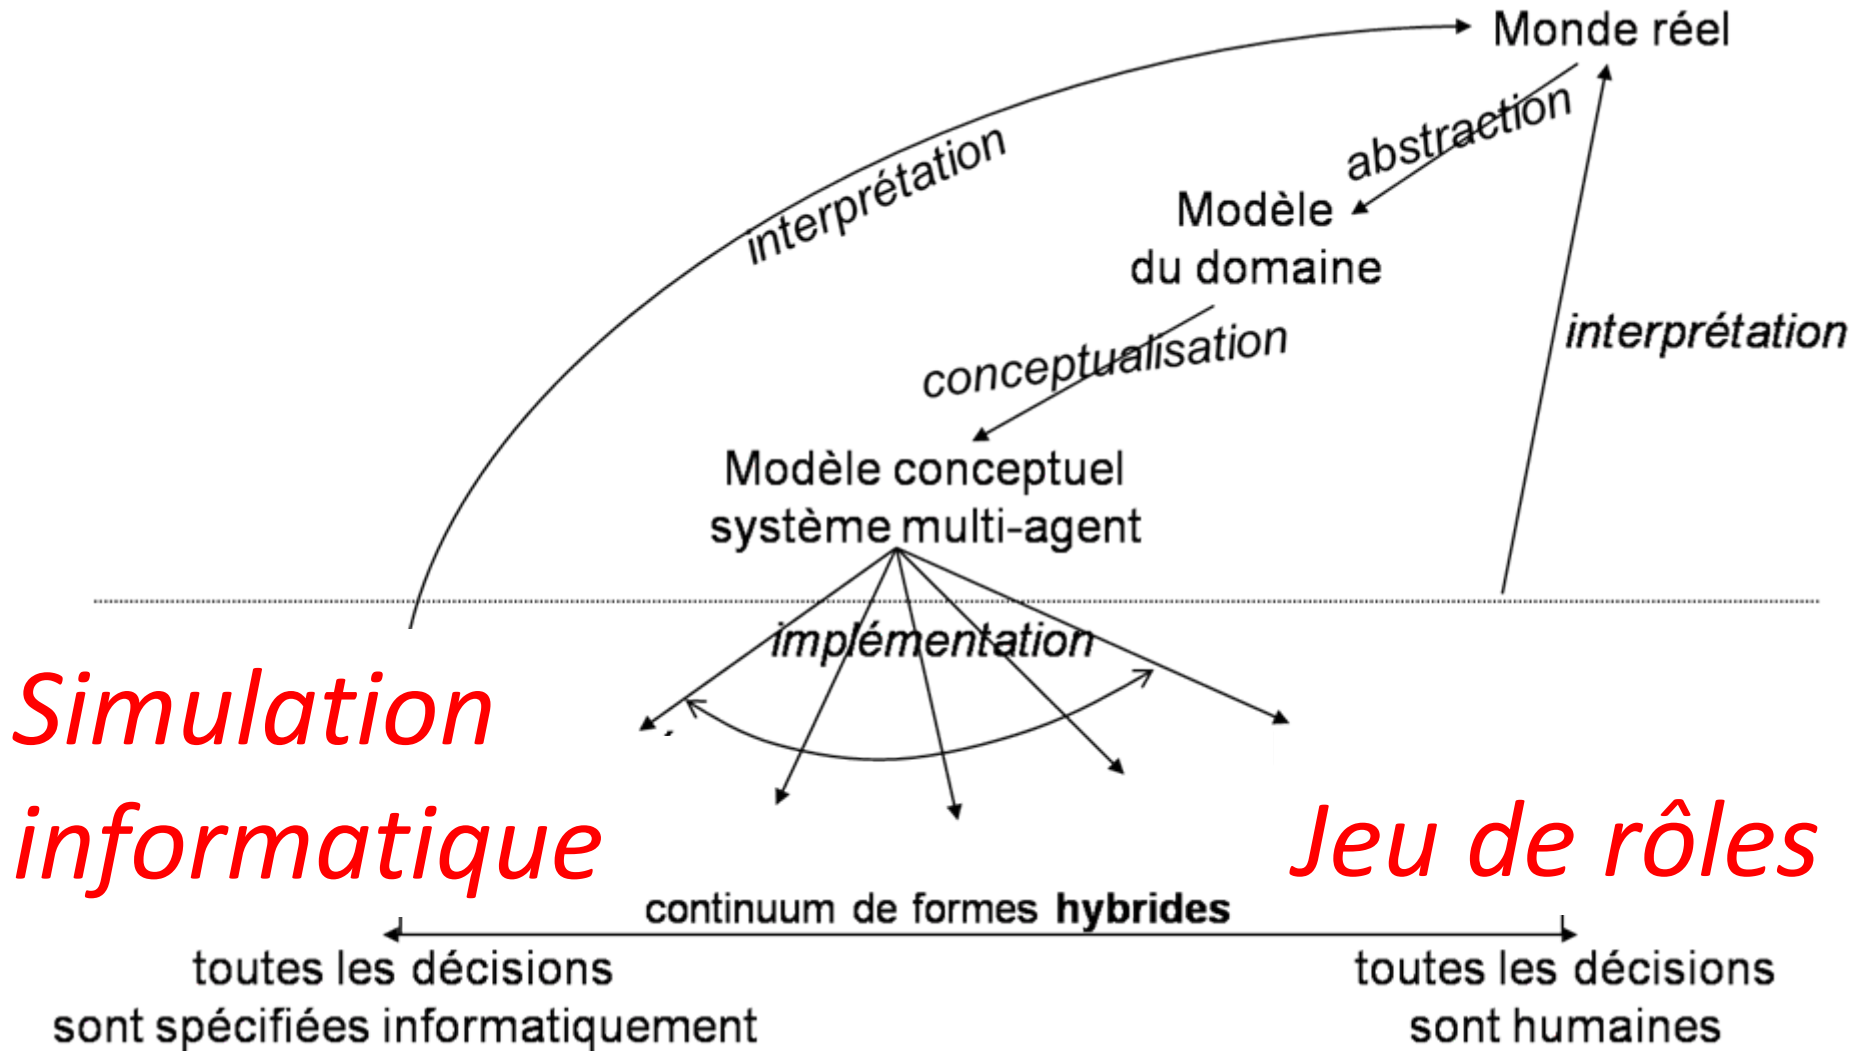 Monde réel
abstraction
interprétation
Modèle
du domaine
interprétation
conceptualisation
Modèle conceptuel
système multi-agent
implémentation
Simulation
informatique
Jeu de rôles
continuum de formes hybrides
toutes les décisions
sont spécifiées informatiquement
toutes les décisions
sont humaines